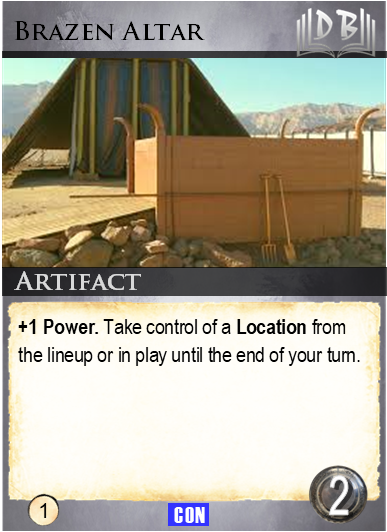 BRAZEN ALTAR
DB
ARTIFACT
+1 Power. Take control of a Location from
the lineup or in play until the end of your turn.
1
CON
2